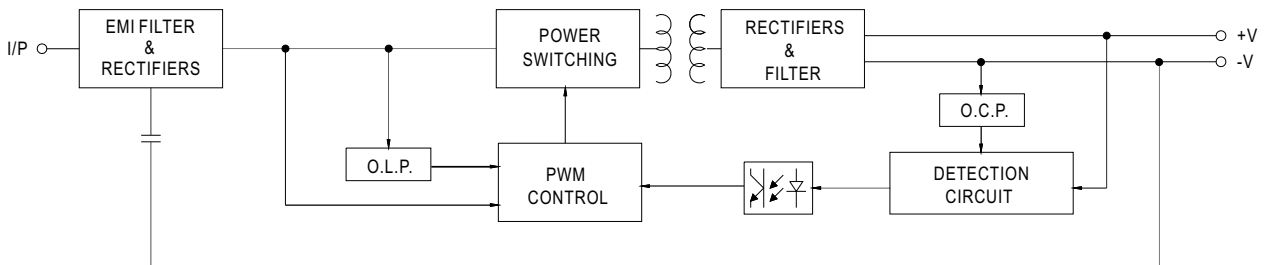 I/P
EMI FILTER
&
RECTIFIERS
POWER
SWITCHING
RECTIFIERS
&
FILTER
+V
-V
O.C.P.
O.L.P.
PWM
CONTROL
DETECTION
CIRCUIT